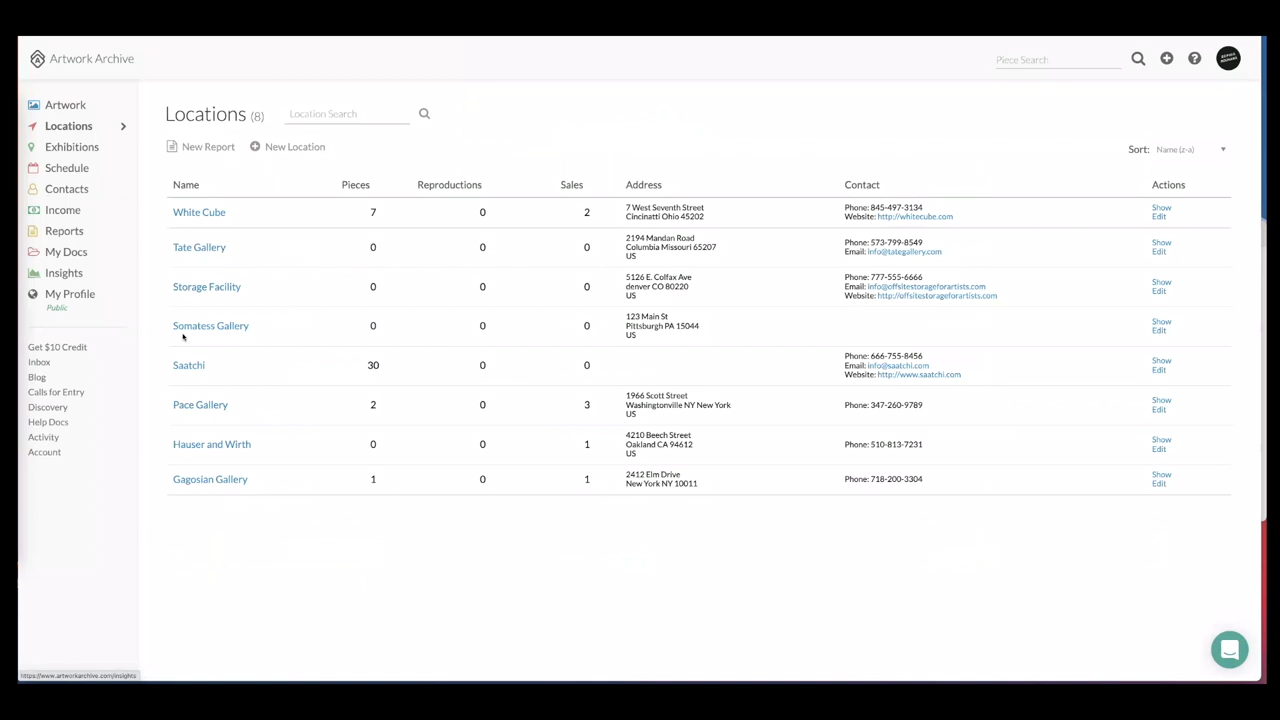 Artwork Archive
Piece Search
Artwork
Locations
Exhibitions
Schedule
Contacts
Income
Reports
My Docs
Insights
My Profile
Public
Get $10 Credit
Inbox
Blog
Calls for Entry
Discovery
Help Docs
Activity
Account
Locations (8)
Location Search
New Report
New Location
Sort: Name (z-a)
Name Pieces Reproductions Sales Address Contact Actions
White Cube 7 0 2
7 West Seventh Street
Cincinatti Ohio 45202
Phone: 845-497-3134
Website: http://whitecube.com
Show
Edit
Tate Gallery 0 0 0
2194 Mandan Road
Columbia Missouri 65207
US
Phone: 573-799-8549
Email: info@tategallery.com
Show
Edit
Storage Facility 0 0 0
5126 E. Colfax Ave
denver CO 80220
US
Phone: 777-555-6666
Email: info@offsitestorageforartists.com
Website: http://offsitestorageforartists.com
Show
Edit
Somatess Gallery 0 0 0
123 Main St
Pittsburgh PA 15044
US
Show
Edit
Saatchi 30 0 0
Phone: 666-755-8456
Email: info@saatchi.com
Website: http://www.saatchi.com
Show
Edit
Pace Gallery 2 0 3
1966 Scott Street
Washingtonville NY New York
US
Phone: 347-260-9789
Show
Edit
Hauser and Wirth 0 0 1
4210 Beech Street
Oakland CA 94612
US
Phone: 510-813-7231
Show
Edit
Gagosian Gallery 1 0 1
2412 Elm Drive
New York NY 10011
Phone: 718-200-3304
Show
Edit
https://www.artworkarchive.com/insights